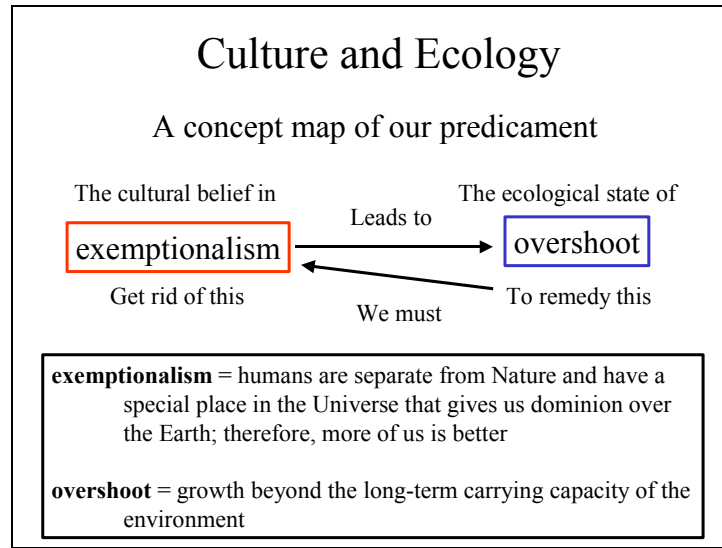 Culture and Ecology
A concept map of our predicament
The cultural belief in
The ecological state of
Leads to
exemptionalism
overshoot
Get rid of this
To remedy this
We must
exemptionalism = humans are separate from Nature and have a
special place in the Universe that gives us dominion over
the Earth; therefore, more of us is better
overshoot = growth beyond the long-term carrying capacity of the
environment